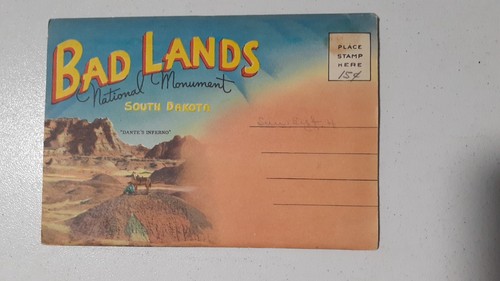 BAD LANDS
National Monument
SOUTH DAKOTA
"DANTE'S INFERNO"
PLACE
STAMP
HERE
15¢